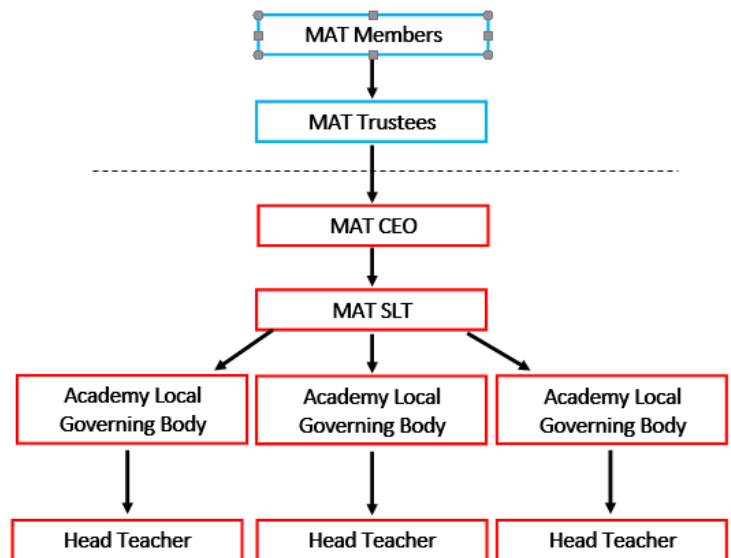 MAT Members
MAT Trustees
MAT CEO
MAT SLT
Academy Local
Governing Body
Academy Local
Governing Body
Academy Local
Governing Body
Head Teacher
Head Teacher
Head Teacher